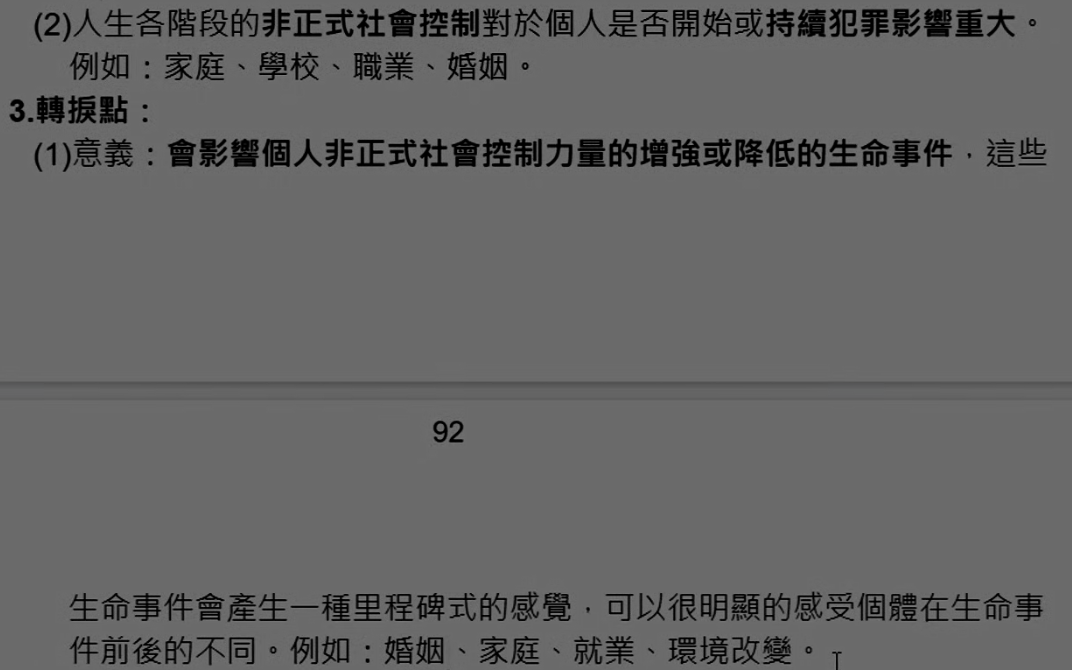 (2)人生各階段的非正式社會控制對於個人是否開始或持續犯罪影響重大。
例如：家庭、學校、職業、婚姻。
3.轉捩點：
(1)意義：會影響個人非正式社會控制力量的增強或降低的生命事件，這些
92
生命事件會產生一種里程碑式的感覺，可以很明顯的感受個體在生命事
件前後的不同。例如：婚姻、家庭、就業、環境改變。